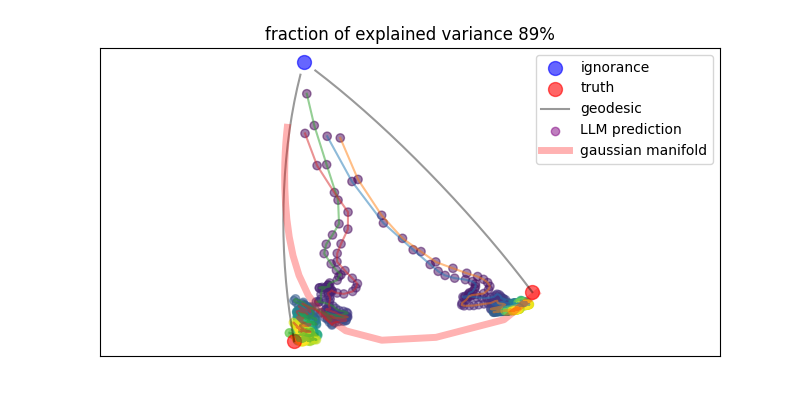 fraction of explained variance 89%
ignorance
truth
geodesic
LLM prediction
gaussian manifold